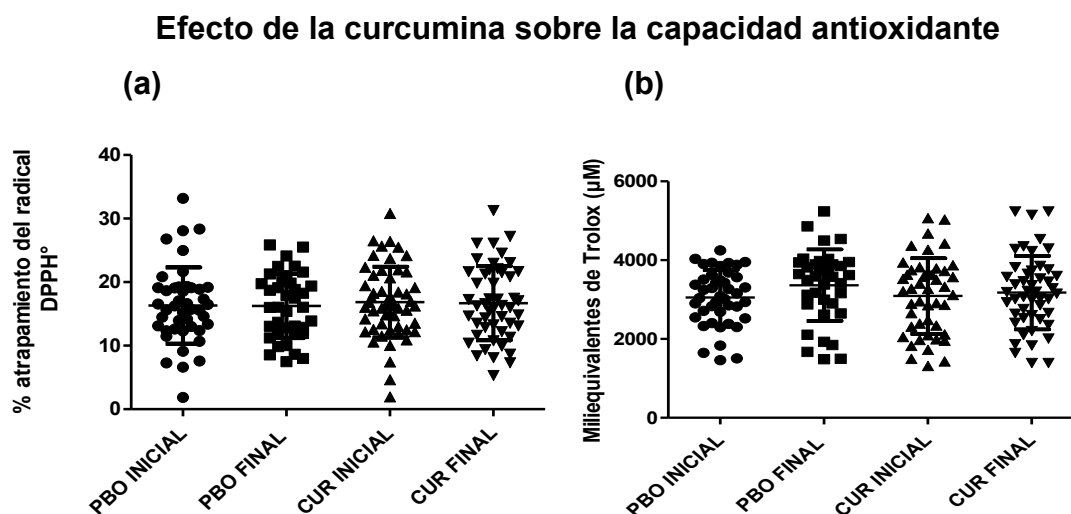 Efecto de la curcumina sobre la capacidad antioxidante
(a)
% atrapamiento del radical
DPPH°
40
30
20
10
0
PBO INICIAL
PBO FINAL
CUR INICIAL
CUR FINAL
(b)
Miliequivalentes de Trolox (µM)
6000
4000
2000
0
PBO INICIAL
PBO FINAL
CUR INICIAL
CUR FINAL